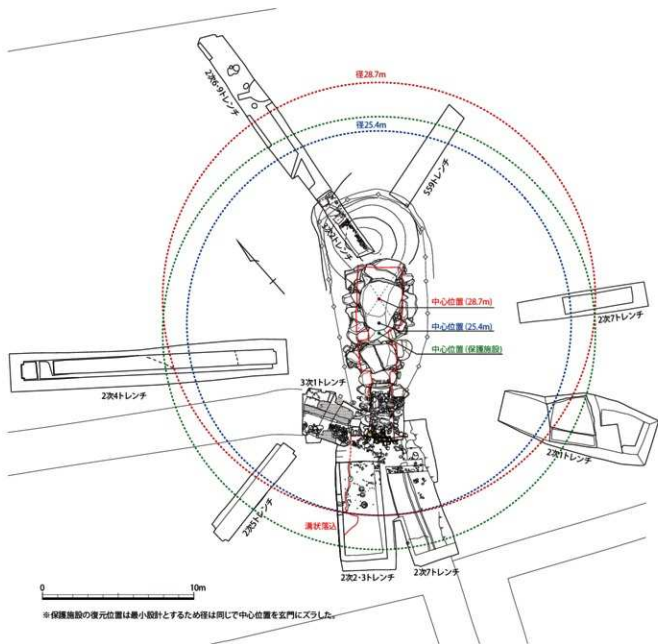 径28.7m
2次6・9トレンチ
径25.4m
S59トレンチ
3次2トレンチ
中心位置(28.7m)
2次7トレンチ
中心位置(25.4m)
中心位置(保護施設)
3次1トレンチ
2次4トレンチ
2次1トレンチ
2次5トレンチ
溝状落込
2次2・3トレンチ
2次7トレンチ
0
10m
※保護施設の復元位置は最小設計とするため径は同じで中心位置を玄門にズラした。